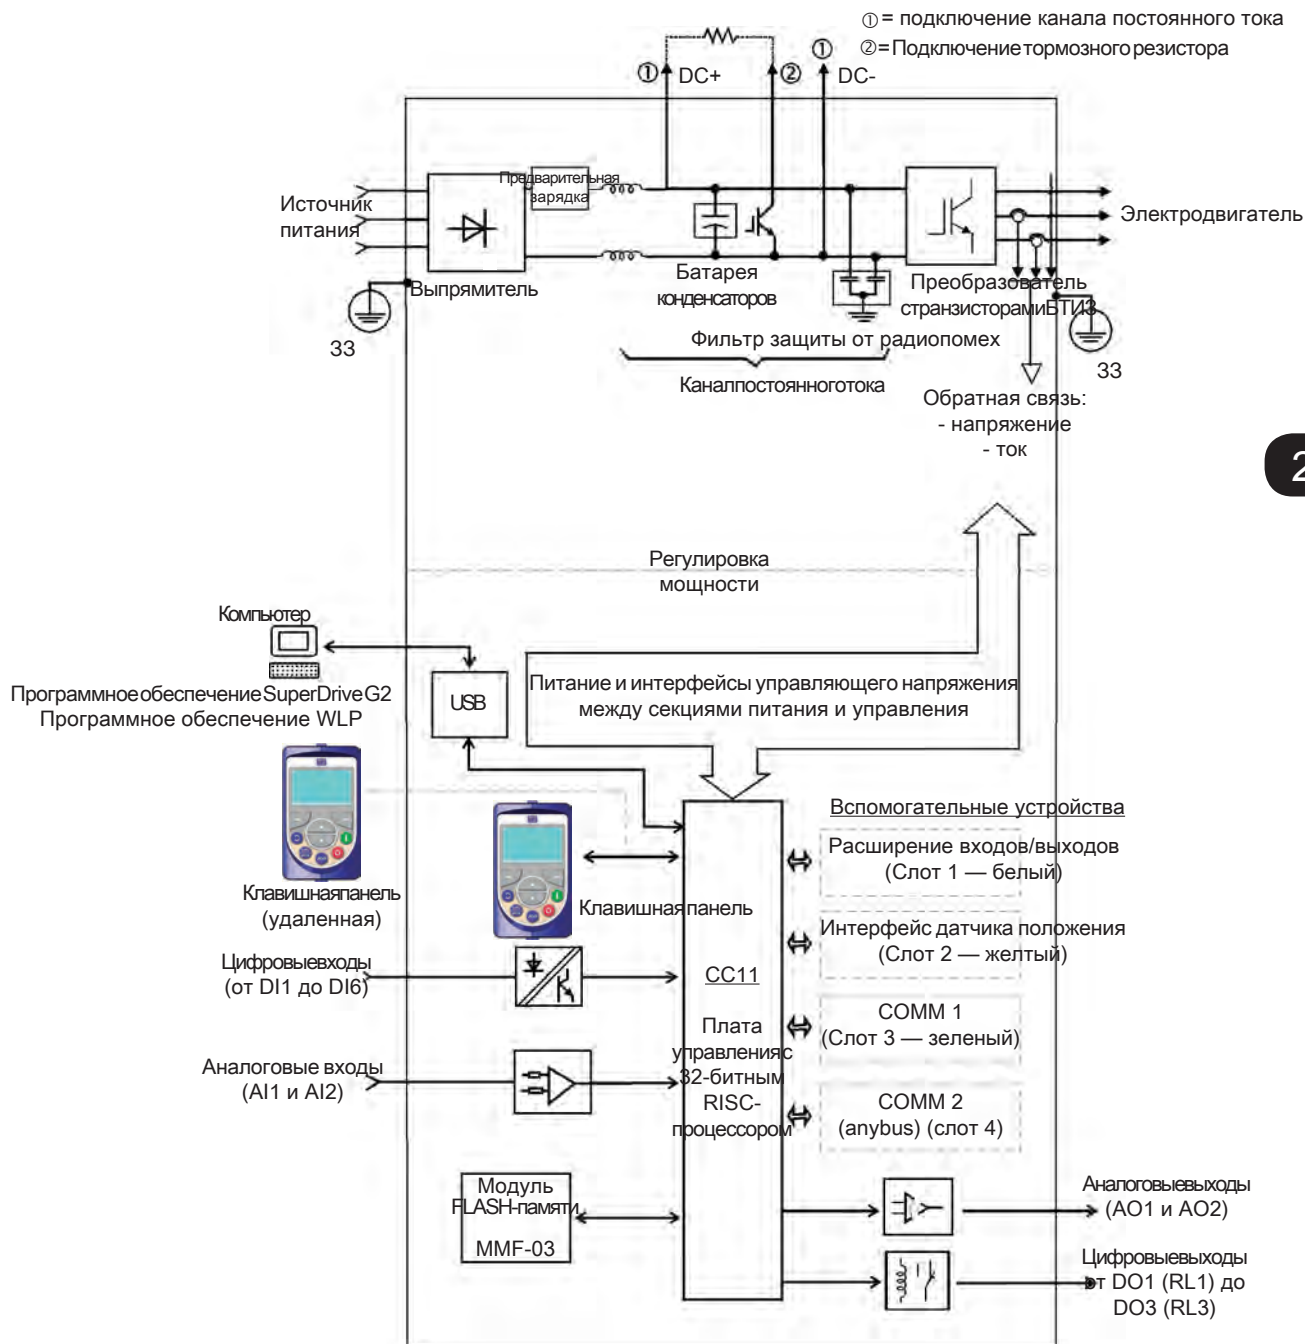 ① = подключение канала постоянного тока
② = Подключение тормозного резистора
①
① DC+
②
DC-
Источник
питания
Предварительная
зарядка
Электродвигатель
Выпрямитель
Батарея
конденсаторов
Преобразователь
с транзисторами БТИЗ
33
Фильтр защиты от радиопомех
33
Канал постоянного тока
Обратная связь:
- напряжение
- ток
2
Регулировка
мощности
Компьютер
Программное обеспечение SuperDrive G2
Программное обеспечение WLP
USB
Питание и интерфейсы управляющего напряжения
между секциями питания и управления
Вспомогательные устройства
Расширение входов/выходов
(Слот 1 — белый)
Клавишная панель
(удаленная)
Клавишная панель
Интерфейс датчика положения
(Слот 2 — желтый)
Цифровые входы
(от DI1 до DI6)
CC11
Плата
управления с
32-битным
RISC-
процессором
COMM 1
(Слот 3 — зеленый)
Аналоговые входы
(AI1 и AI2)
COMM 2
(anybus) (слот 4)
Модуль
FLASH-памяти
MMF-03
Аналоговые выходы
(AO1 и AO2)
Цифровые выходы
от DO1 (RL1) до
DO3 (RL3)